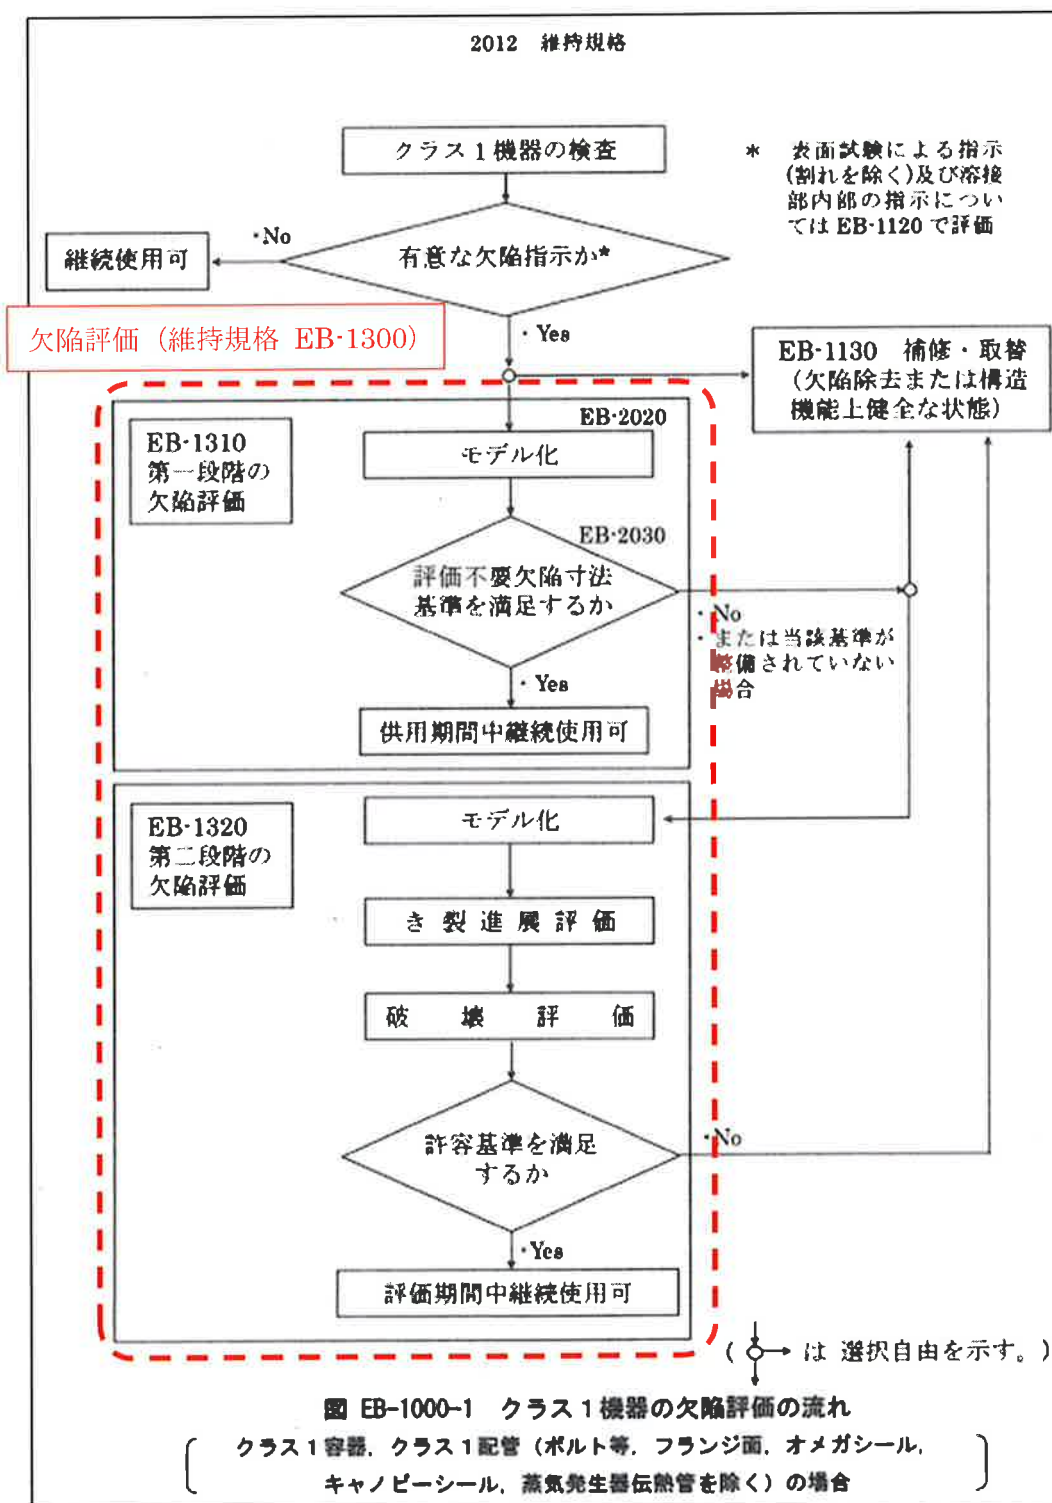 2012 維持規格
クラス１機器の検査
* 表面試験による指示
(割れを除く)及び溶接
部内部の指示につい
ては EB-1120 で評価
有意な欠陥指示か*
・No
継続使用可
・Yes
欠陥評価（維持規格 EB-1300）
EB-1130 補修・取替
（欠陥除去または構造
機能上健全な状態）
EB-1310
第一段階の
欠陥評価
EB-2020
モデル化
EB-2030
評価不要欠陥寸法
基準を満足するか
・No
・または当該基準が
整備されていない
場合
・Yes
供用期間中継続使用可
EB-1320
第二段階の
欠陥評価
モデル化
き裂進展評価
破壊評価
許容基準を満足
するか
・No
・Yes
評価期間中継続使用可
( は 選択自由を示す。)
図 EB-1000-1 クラス１機器の欠陥評価の流れ
クラス１容器，クラス１配管（ボルト等，フランジ面，オメガシール，
キャノピーシール，蒸気発生器伝熱管を除く）の場合